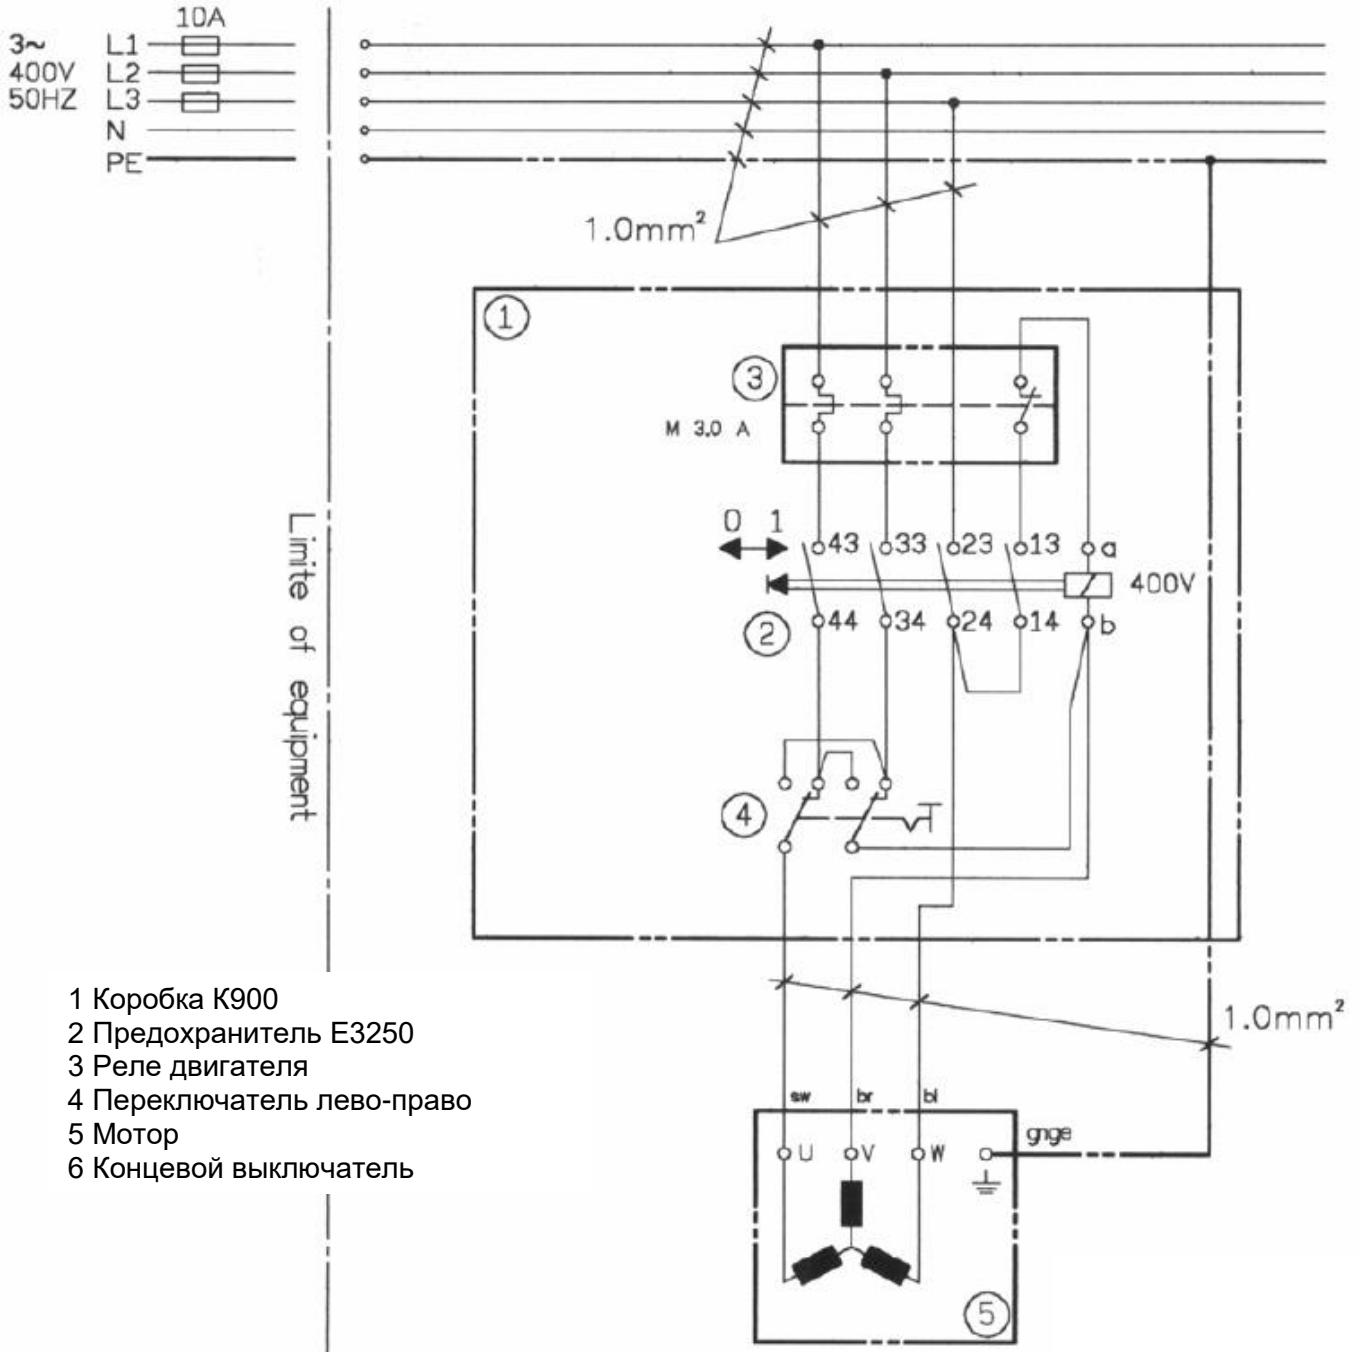 10A
3~ L1
400V L2
50HZ L3
N
PE
1.0mm²
1
3
M 3.0 A
0 1
43 33 23 13 a
400V
2
44 34 24 14 b
Limite of equipment
4
1 Коробка К900
2 Предохранитель Е3250
3 Реле двигателя
4 Переключатель лево-право
5 Мотор
6 Концевой выключатель
1.0mm²
sw br bl
gnge
U V W
5